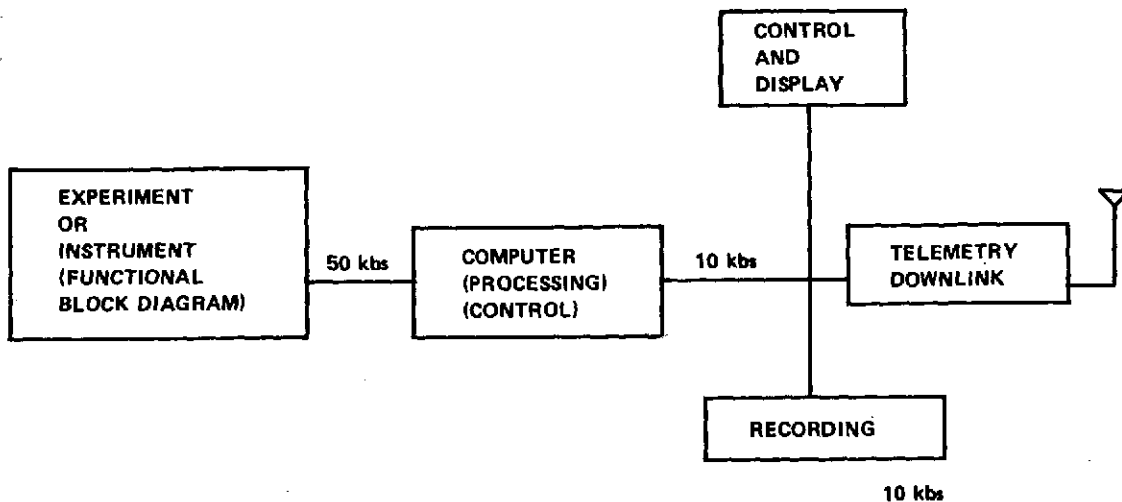 CONTROL
AND
DISPLAY
EXPERIMENT
OR
INSTRUMENT
(FUNCTIONAL
BLOCK DIAGRAM)
50 kbs
COMPUTER
(PROCESSING)
(CONTROL)
10 kbs
TELEMETRY
DOWNLINK
RECORDING
10 kbs